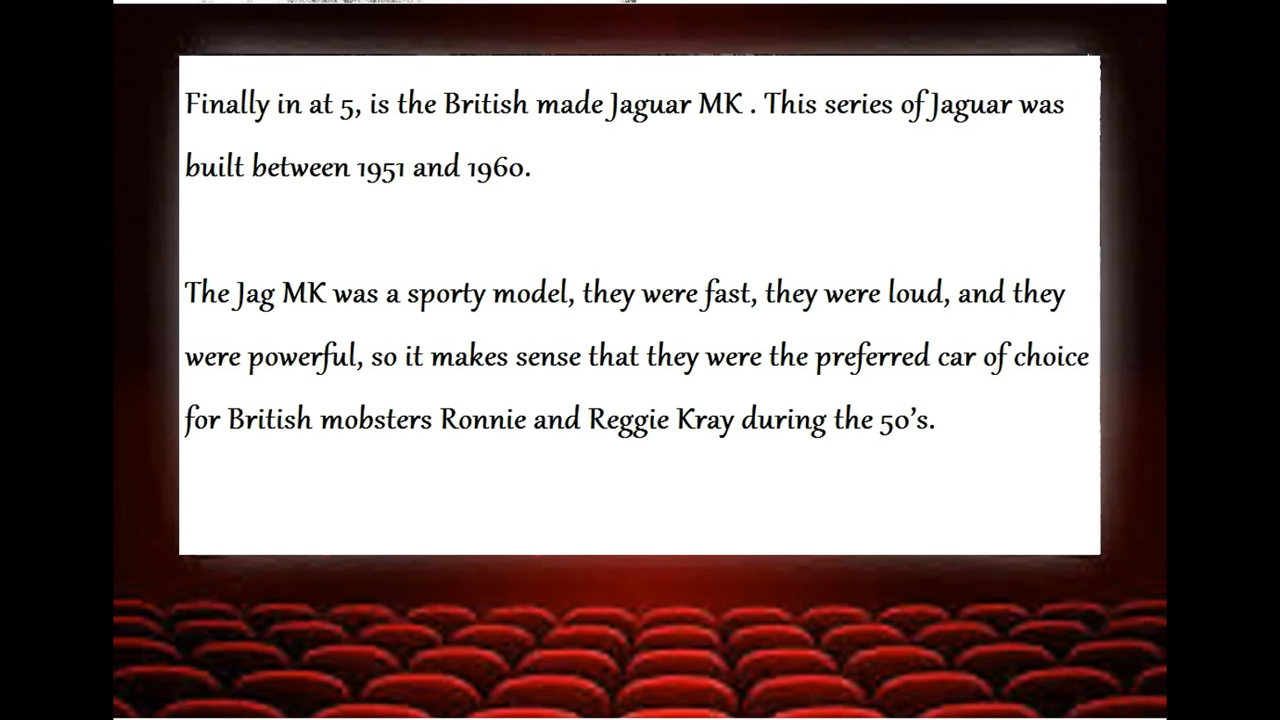 Finally in at 5, is the British made Jaguar MK . This series of Jaguar was
built between 1951 and 1960.
The Jag MK was a sporty model, they were fast, they were loud, and they
were powerful, so it makes sense that they were the preferred car of choice
for British mobsters Ronnie and Reggie Kray during the 50’s.